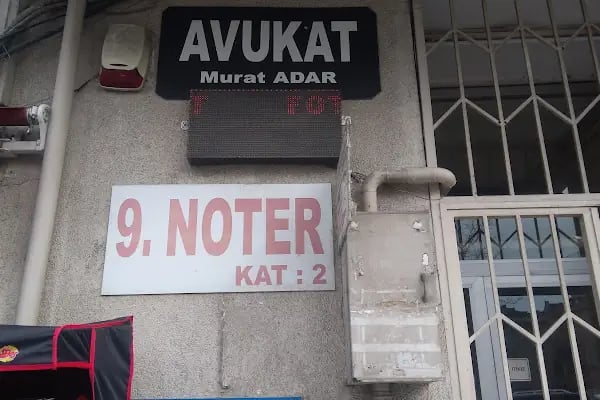 AVUKAT
Murat ADAR
9. NOTER
KAT : 2